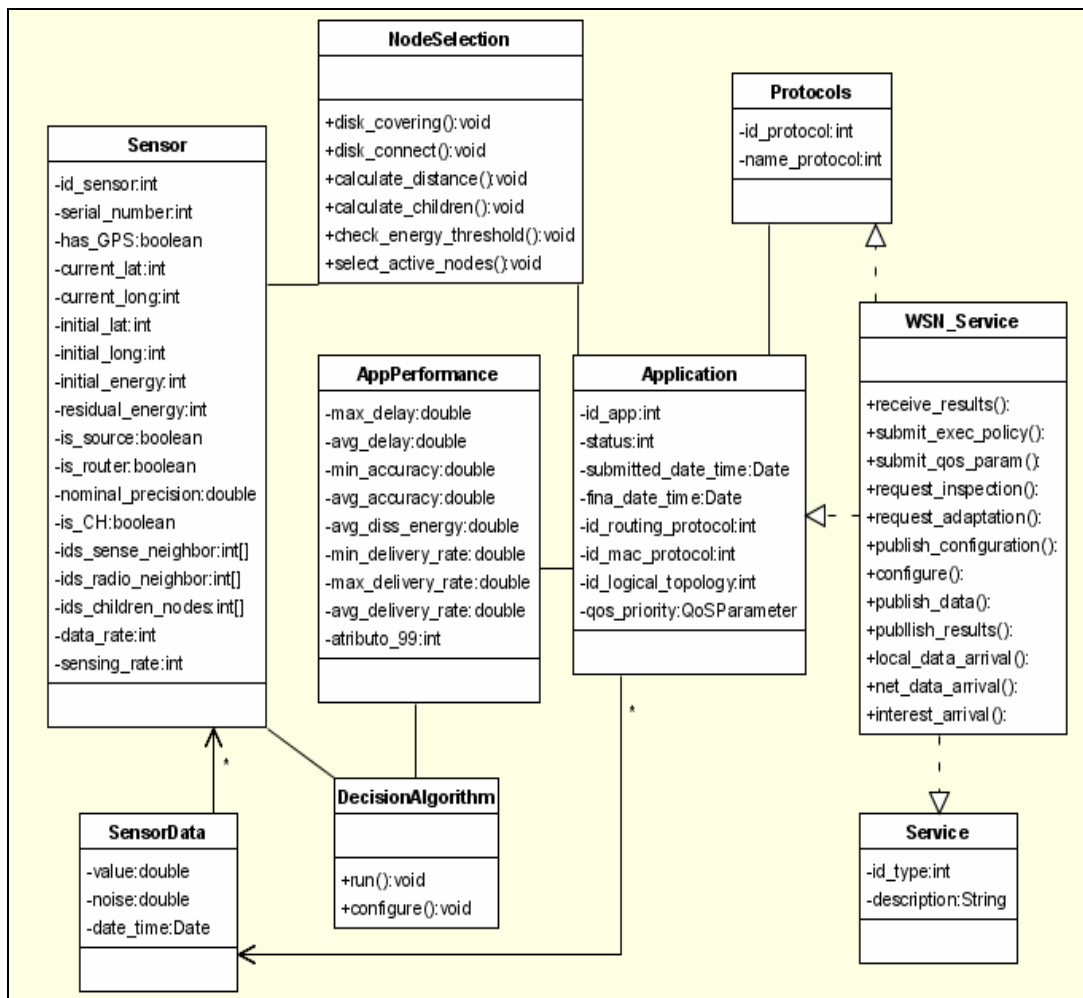 NodeSelection
+disk_covering():void
+disk_connect():void
+calculate_distance():void
+calculate_children():void
+check_energy_threshold():void
+select_active_nodes():void
Protocols
-id_protocol:int
-name_protocol:int
Sensor
-id_sensor:int
-serial_number:int
-has_GPS:boolean
-current_lat:int
-current_long:int
-initial_lat:int
-initial_long:int
-initial_energy:int
-residual_energy:int
-is_source:boolean
-is_router:boolean
-nominal_precision:double
-is_CH:boolean
-ids_sense_neighbor:int[]
-ids_radio_neighbor:int[]
-ids_children_nodes:int[]
-data_rate:int
-sensing_rate:int
AppPerformance
-max_delay:double
-avg_delay:double
-min_accuracy:double
-avg_accuracy:double
-avg_diss_energy:double
-min_delivery_rate:double
-max_delivery_rate:double
-avg_delivery_rate:double
-atributo_99:int
Application
-id_app:int
-status:int
-submitted_date_time:Date
-fina_date_time:Date
-id_routing_protocol:int
-id_mac_protocol:int
-id_logical_topology:int
-qos_priority:QoSParameter
WSN_Service
+receive_results():
+submit_exec_policy():
+submit_qos_param():
+request_inspection():
+request_adaptation():
+publish_configuration():
+configure():
+publish_data():
+publlish_results():
+local_data_arrival():
+net_data_arrival():
+interest_arrival():
*
*
SensorData
-value:double
-noise:double
-date_time:Date
DecisionAlgorithm
+run():void
+configure():void
Service
-id_type:int
-description:String